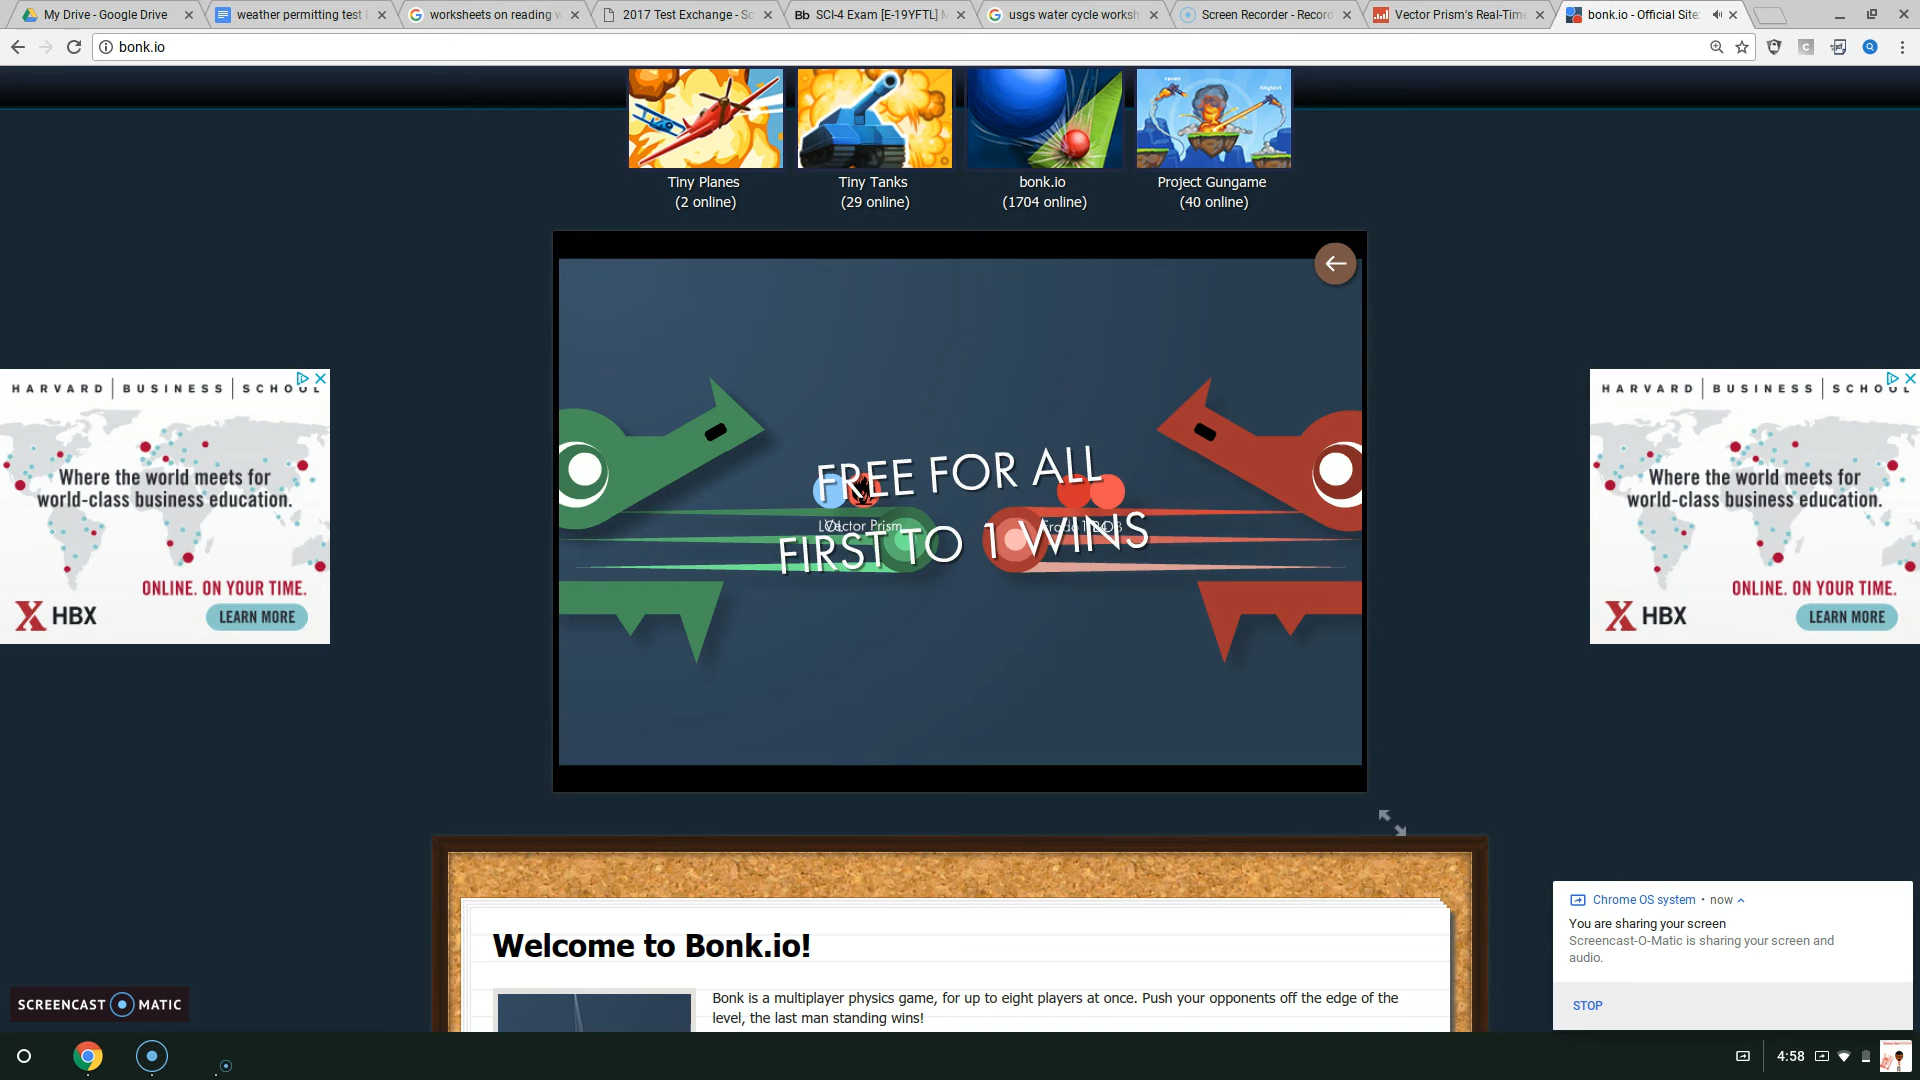 My Drive - Google Drive
weather permitting test
worksheets on reading
2017 Test Exchange - Sc
Bb SCI-4 Exam [E-19YFTL]
usgs water cycle worksh
Screen Recorder - Record
Vector Prism's Real-Time
bonk.io - Official Site:
bonk.io
Tiny Planes
(2 online)
Tiny Tanks
(29 online)
bonk.io
(1704 online)
Project Gungame
(40 online)
FREE FOR ALL
Vector Prism
FIRST TO 1 WINS
HARVARD | BUSINESS | SCHOOL
Where the world meets for
world-class business education.
ONLINE. ON YOUR TIME.
HBX
LEARN MORE
HARVARD | BUSINESS | SCHOOL
Where the world meets for
world-class business education.
ONLINE. ON YOUR TIME.
HBX
LEARN MORE
Welcome to Bonk.io!
Bonk is a multiplayer physics game, for up to eight players at once. Push your opponents off the edge of the
level, the last man standing wins!
Chrome OS system • now
You are sharing your screen
Screencast-O-Matic is sharing your screen and
audio.
STOP
SCREENCAST MATIC
4:58